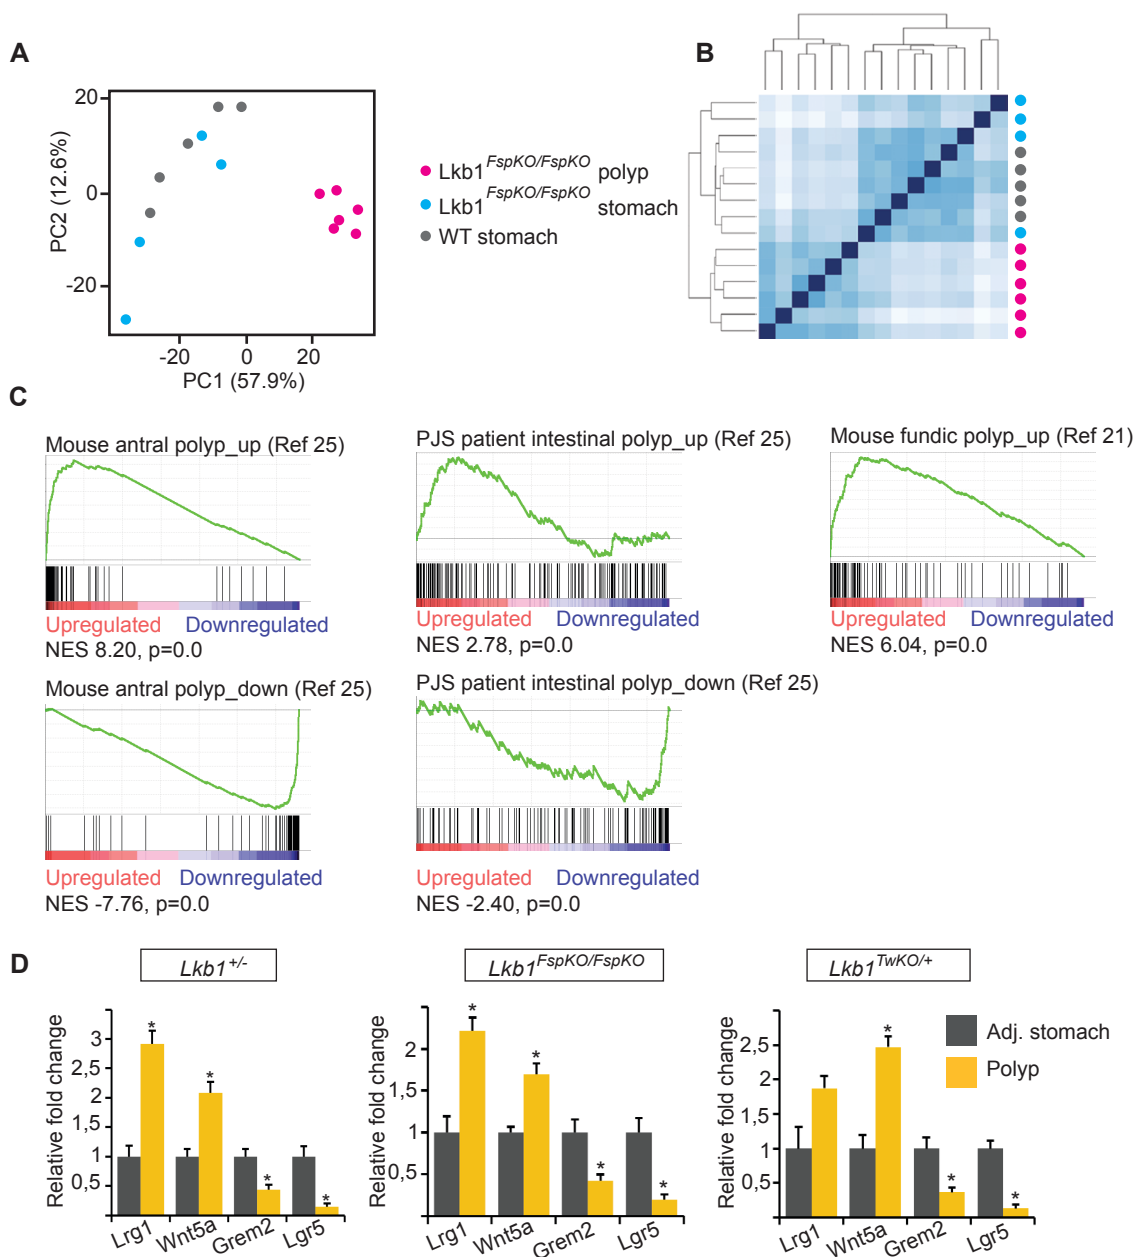 A
20
0
-20
PC2 (12.6%)
-20
0
20
PC1 (57.9%)
Lkb1FspKO/FspKO polyp
Lkb1FspKO/FspKO stomach
WT stomach
B
C
Mouse antral polyp_up (Ref 25)
Upregulated Downregulated
NES 8.20, p=0.0
PJS patient intestinal polyp_up (Ref 25)
Upregulated Downregulated
NES 2.78, p=0.0
Mouse fundic polyp_up (Ref 21)
Upregulated Downregulated
NES 6.04, p=0.0
Mouse antral polyp_down (Ref 25)
Upregulated Downregulated
NES -7.76, p=0.0
PJS patient intestinal polyp_down (Ref 25)
Upregulated Downregulated
NES -2.40, p=0.0
D
Lkb1+/-
Relative fold change
3
2
1
0,5
* * * *
Lrg1 Wnt5a Grem2 Lgr5
Lkb1FspKO/FspKO
Relative fold change
2
1,5
1
0,5
* * * *
Lrg1 Wnt5a Grem2 Lgr5
Lkb1TwKO/+
Relative fold change
2,5
2
1,5
1
0,5
* * *
Lrg1 Wnt5a Grem2 Lgr5
Adj. stomach
Polyp